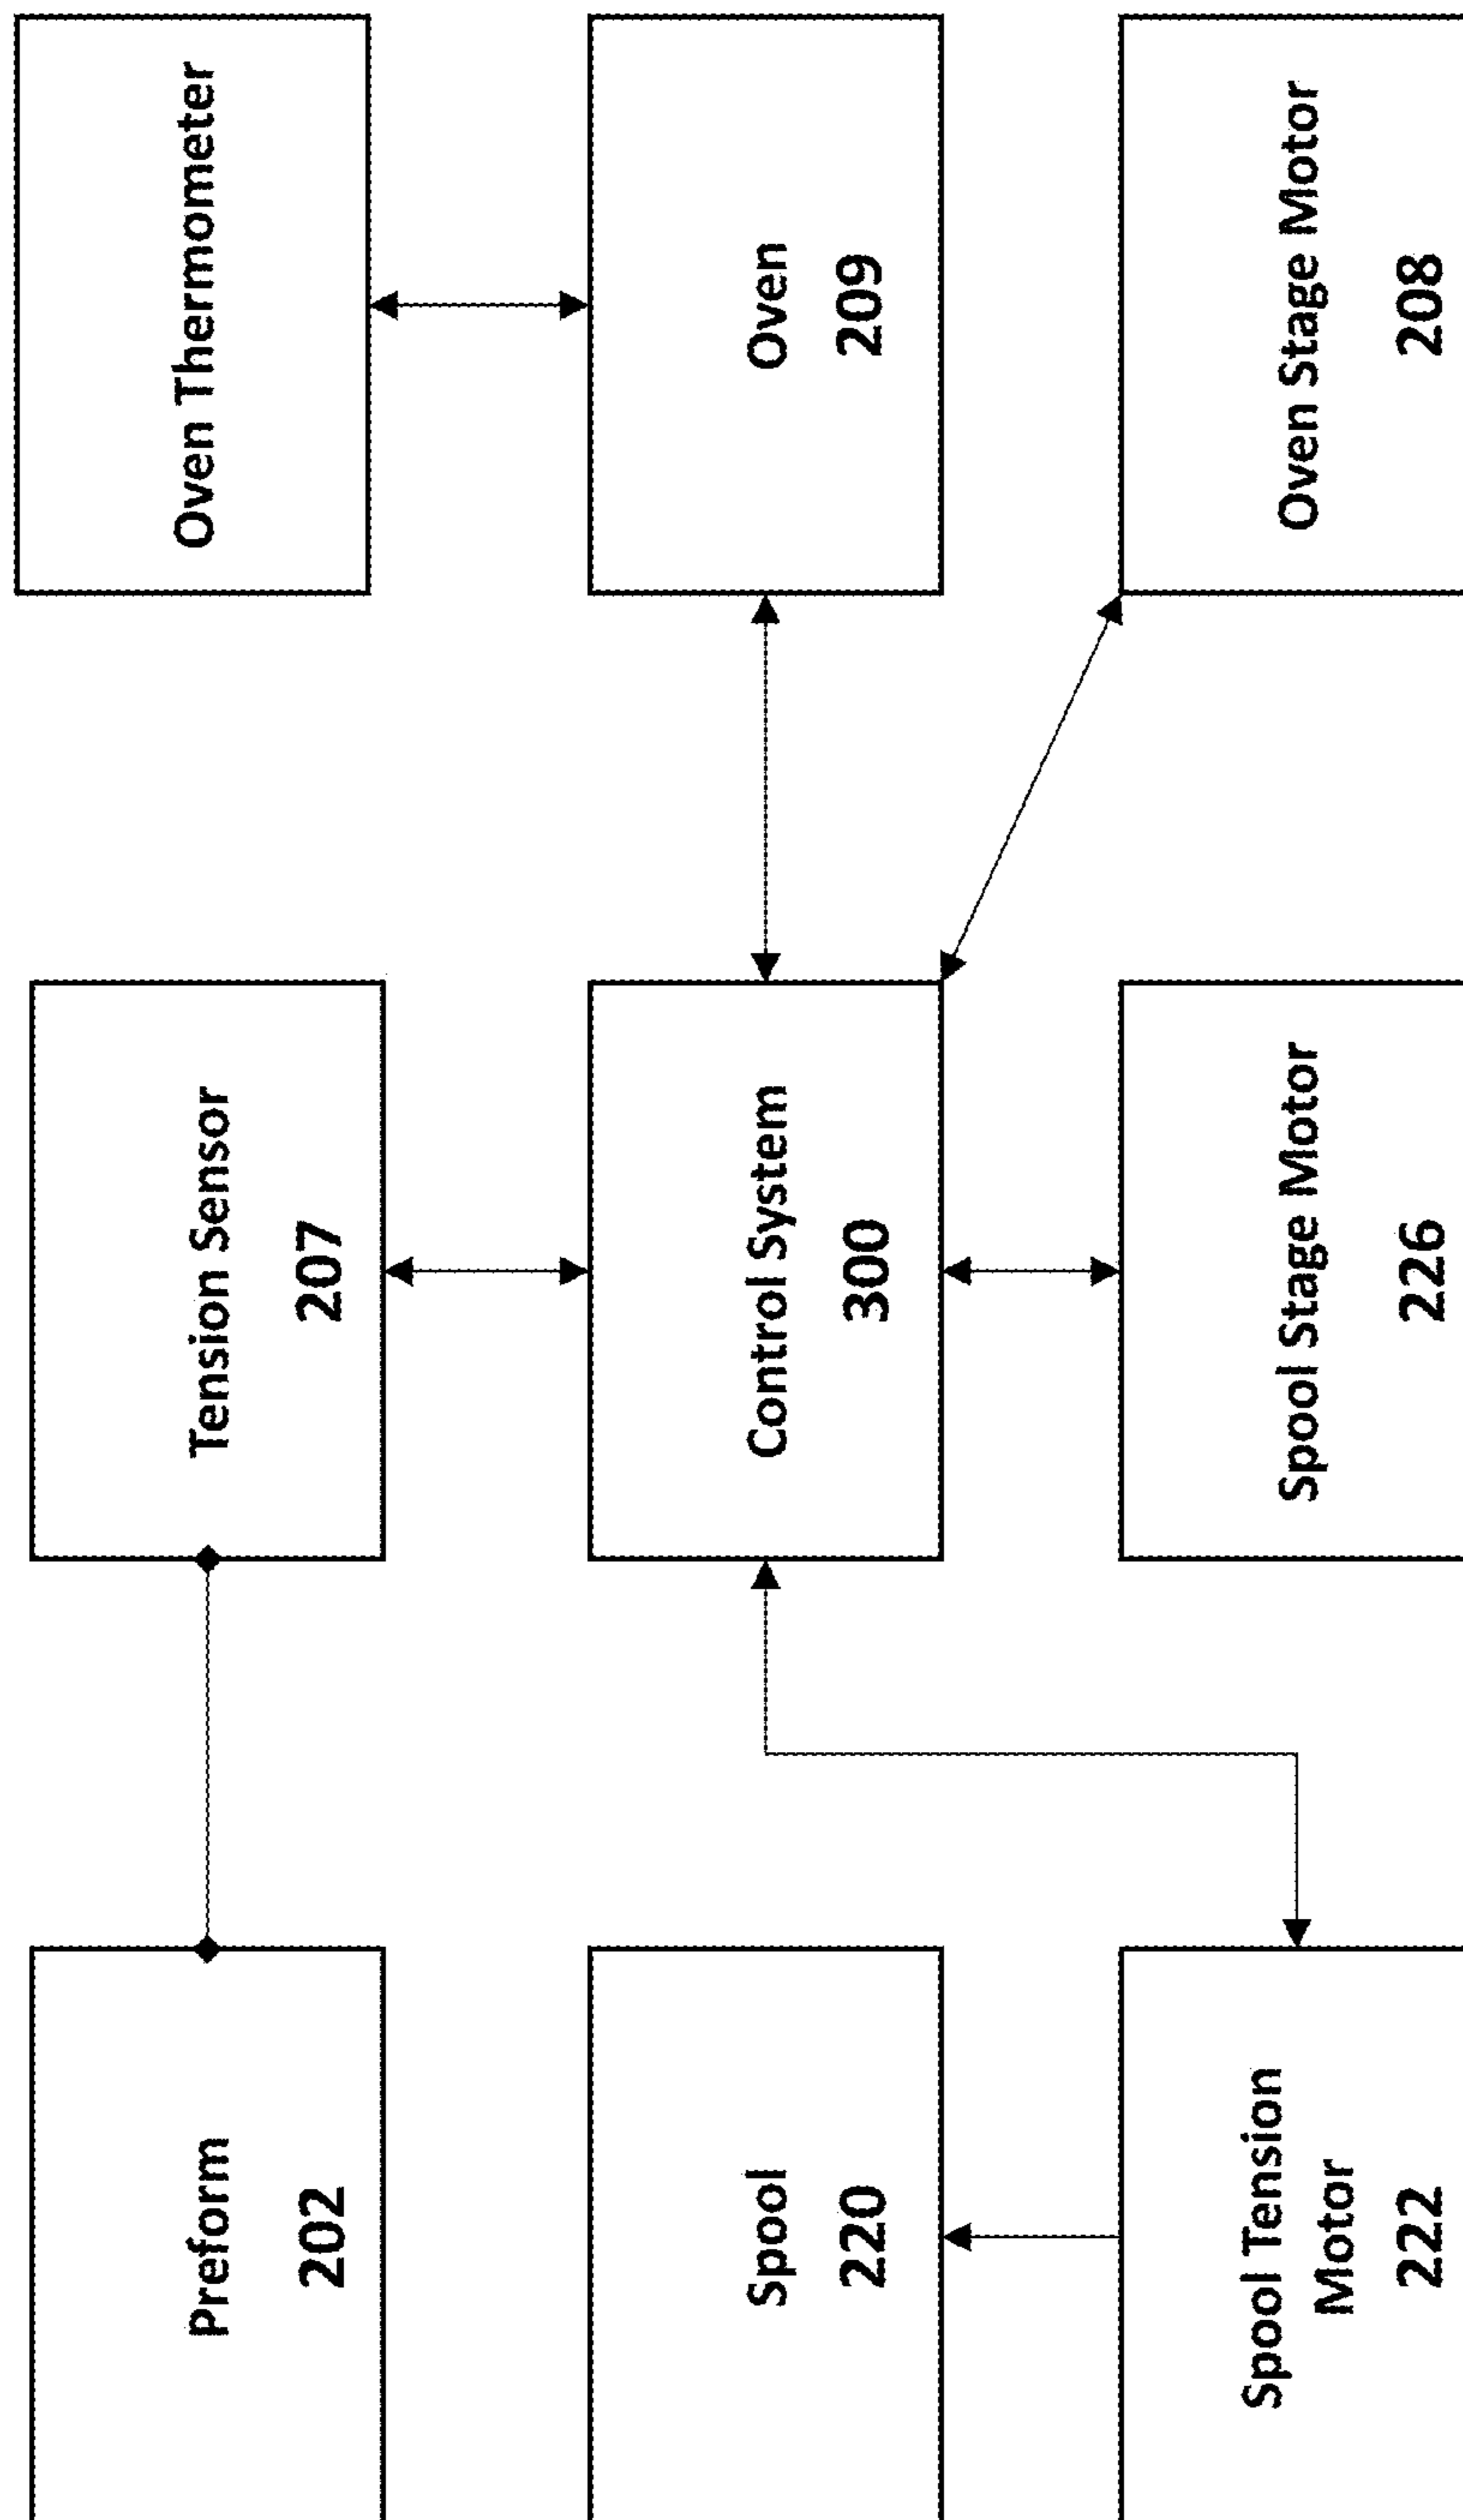 preform
202
Tension Sensor
207
Oven Thermometer
Spool
220
Control System
300
Oven
209
Spool Tension
Motor
222
Spool Stage Motor
226
Oven Stage Motor
208